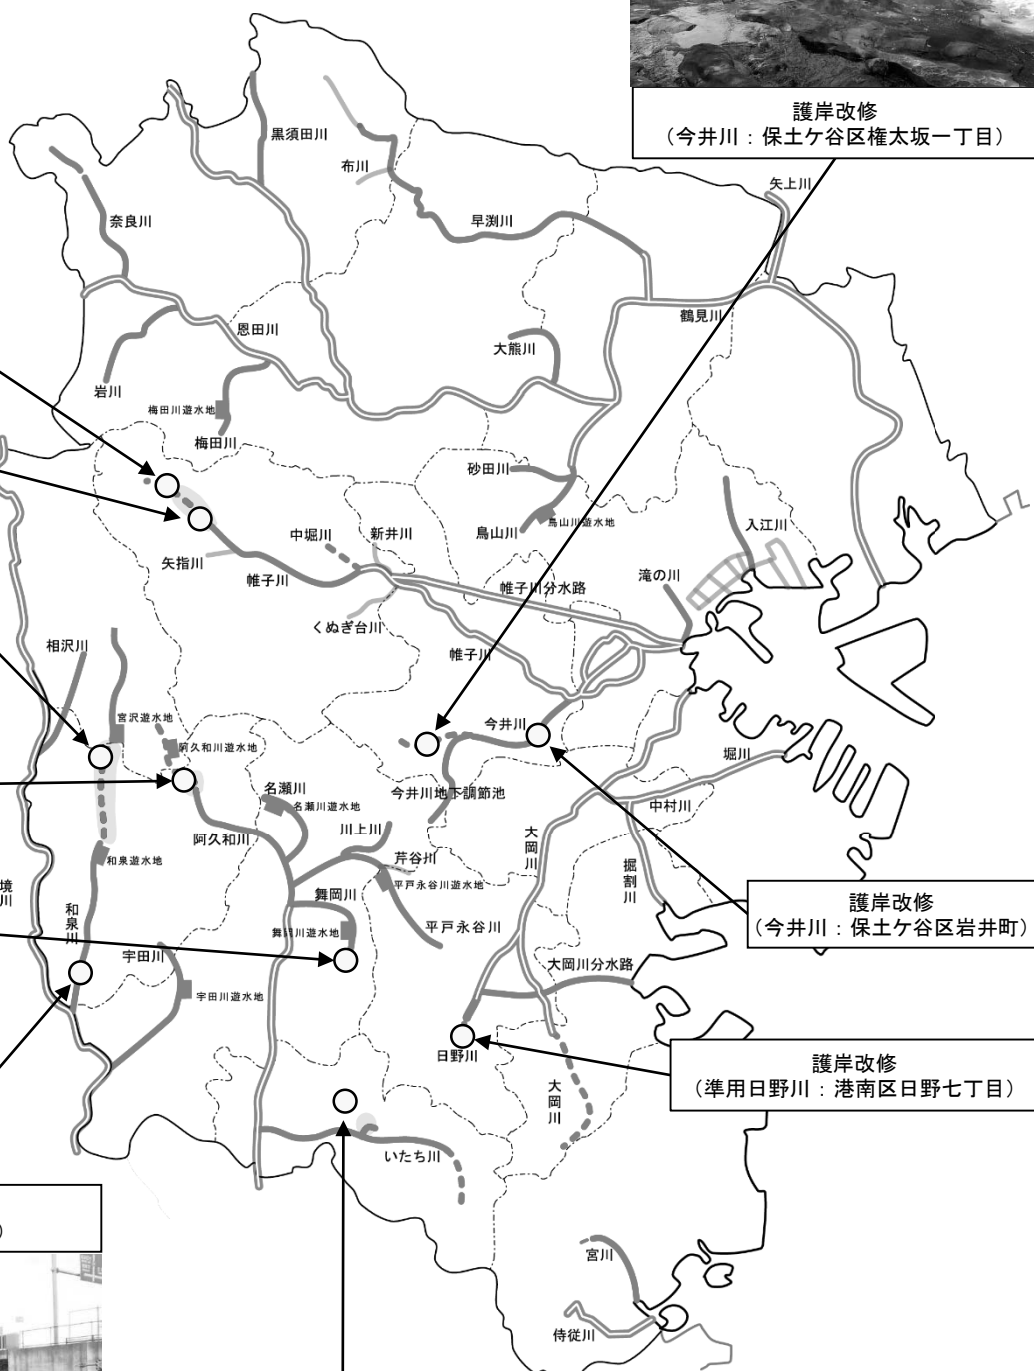 護岸改修
（今井川：保土ケ谷区権太坂一丁目）
黒須田川
布川
矢上川
奈良川
早渕川
鶴見川
恩田川
大熊川
岩川
梅田川遊水地
梅田川
砂田川
鳥山川遊水地
鳥山川
入江川
中堀川
新井川
矢指川
帷子川
帷子川分水路
滝の川
くぬぎ台川
帷子川
相沢川
宮沢遊水地
阿久和川遊水地
今井川
堀川
名瀬川
名瀬川遊水地
今井川地下調節池
中村川
阿久和川
川上川
大岡川
芹谷川
和泉遊水地
平戸永谷川遊水地
掘割川
境川
舞岡川
護岸改修
（今井川：保土ケ谷区岩井町）
和泉川
舞岡川遊水地
平戸永谷川
宇田川
大岡川分水路
宇田川遊水地
日野川
護岸改修
（準用日野川：港南区日野七丁目）
大岡川
いたち川
）
宮川
侍従川